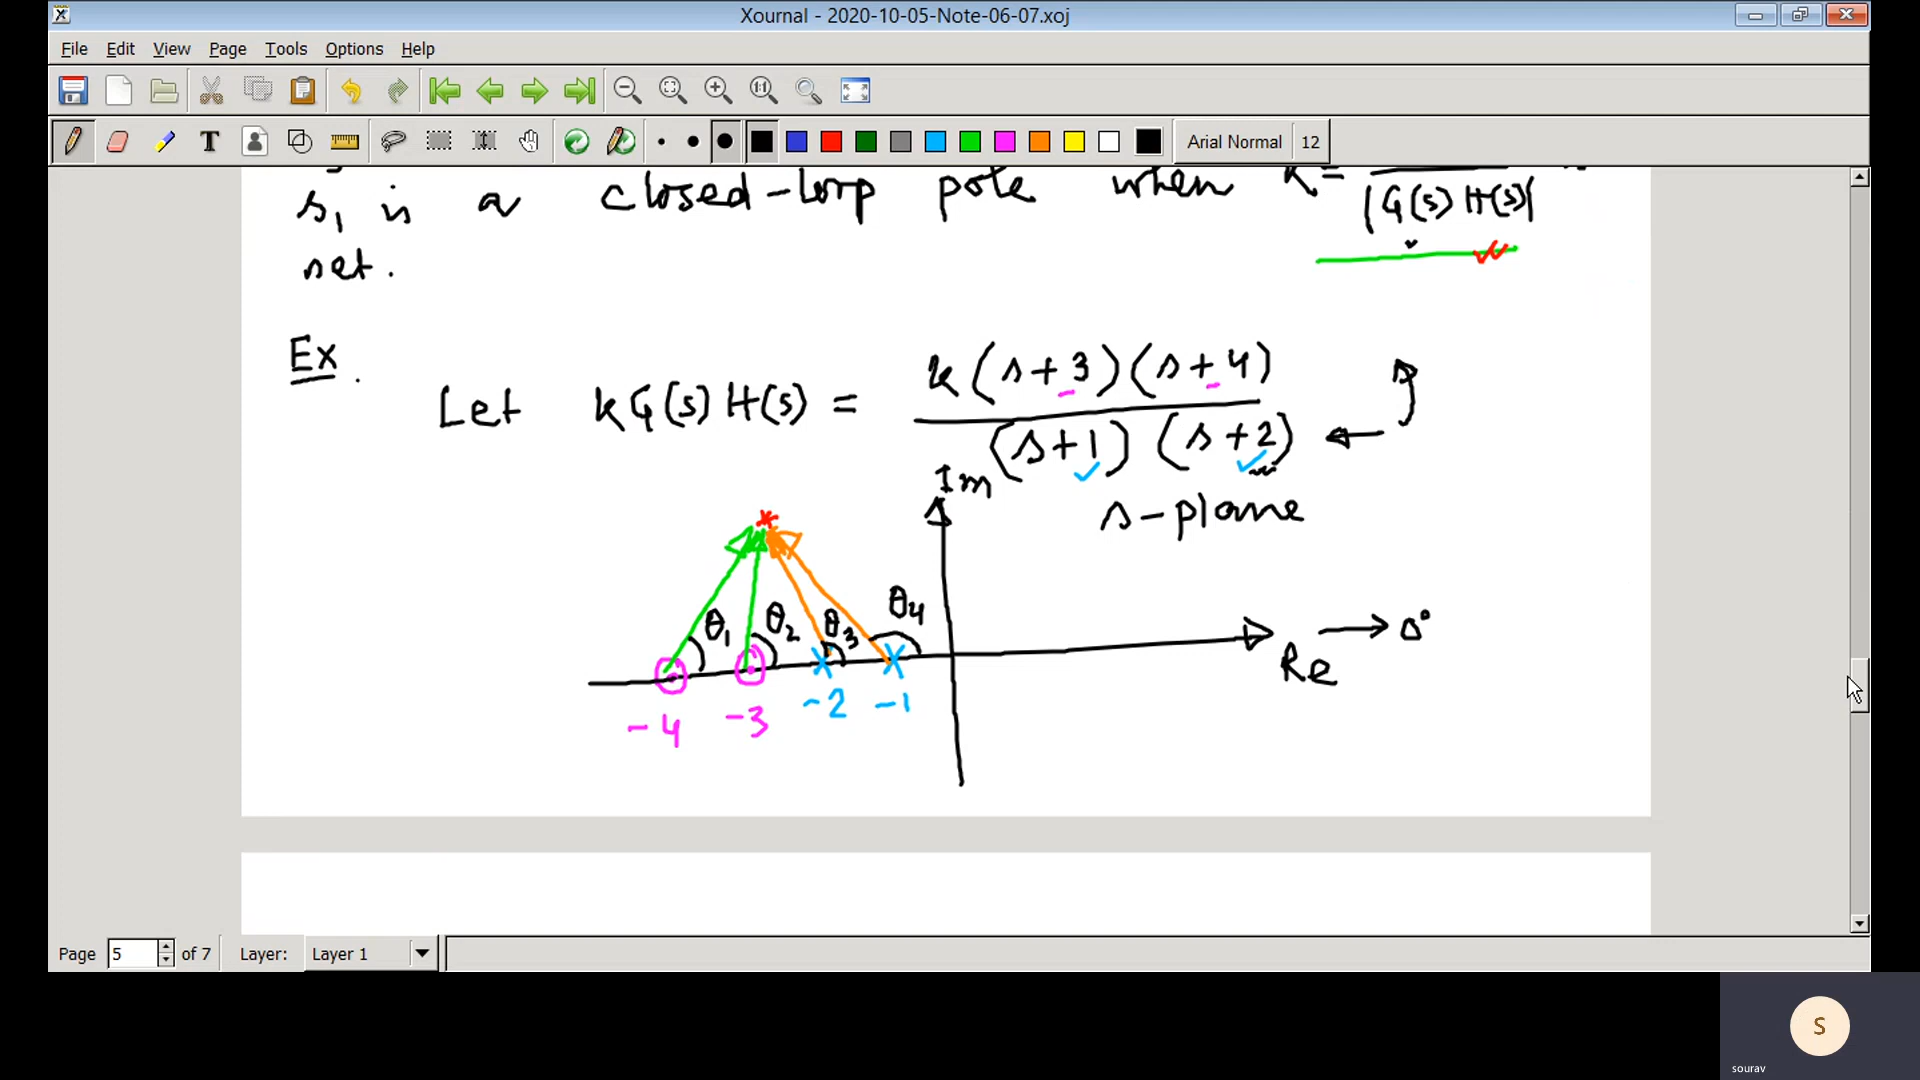 Xournal - 2020-10-05-Note-06-07.xoj
File Edit View Page Tools Options Help
Arial Normal 12
s₁ is a closed-loop pole when K = |G(s) H(s)|
set.
Ex.
Let KG(s) H(s) = K(s+3)(s+4)
(s+1) (s+2)
Im
s-plane
θ₁ θ₂ θ₃ θ₄
0°
Re
-4 -3 -2 -1
Page 5 of 7 Layer: Layer 1
S
sourav